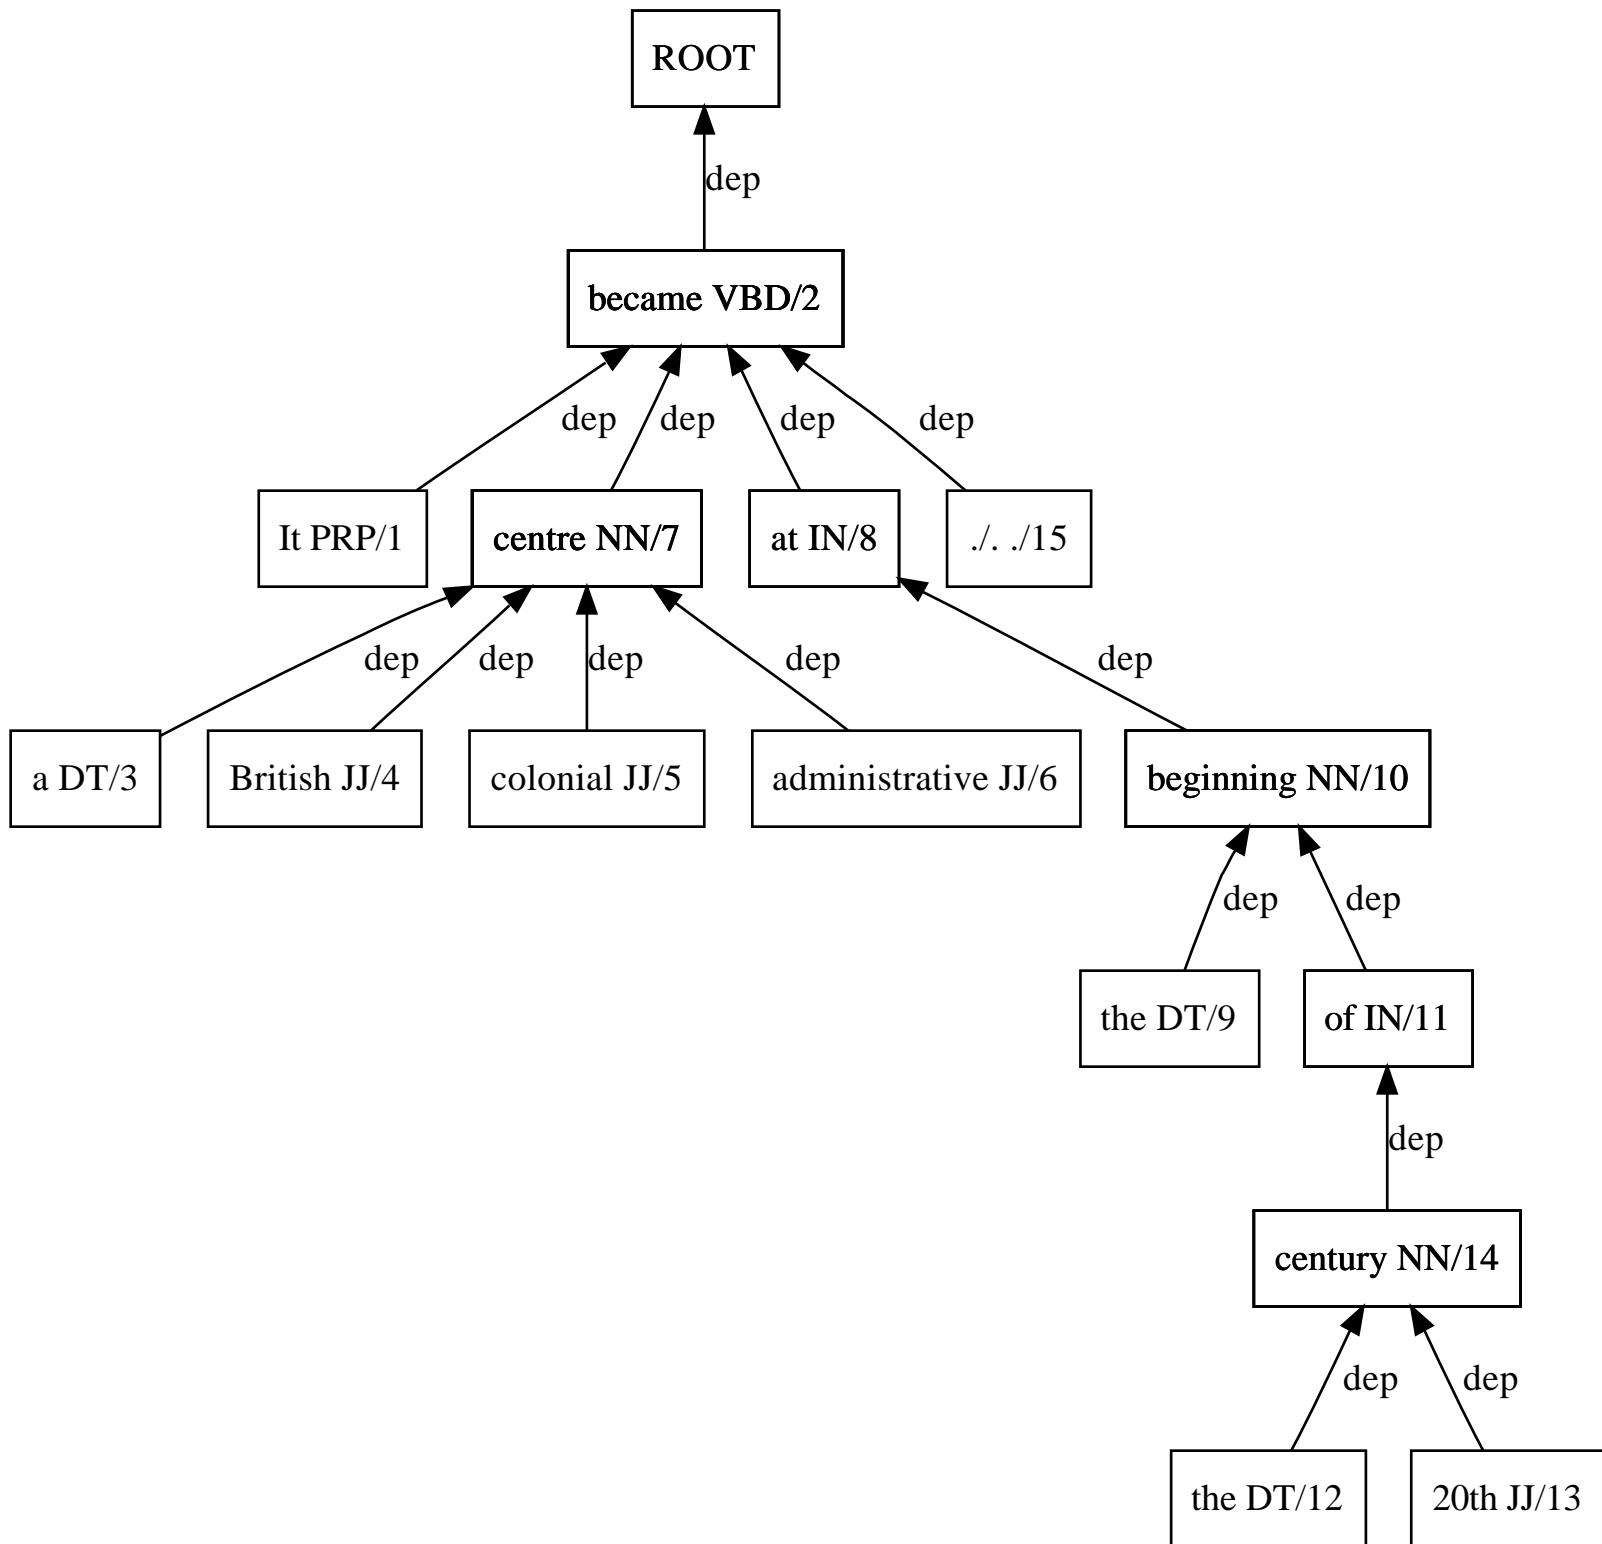 ROOT
dep
became VBD/2
dep dep dep dep
It PRP/1 centre NN/7 at IN/8 ./. ./15
dep dep dep dep dep
a DT/3 British JJ/4 colonial JJ/5 administrative JJ/6 beginning NN/10
dep dep
the DT/9 of IN/11
dep
century NN/14
dep dep
the DT/12 20th JJ/13